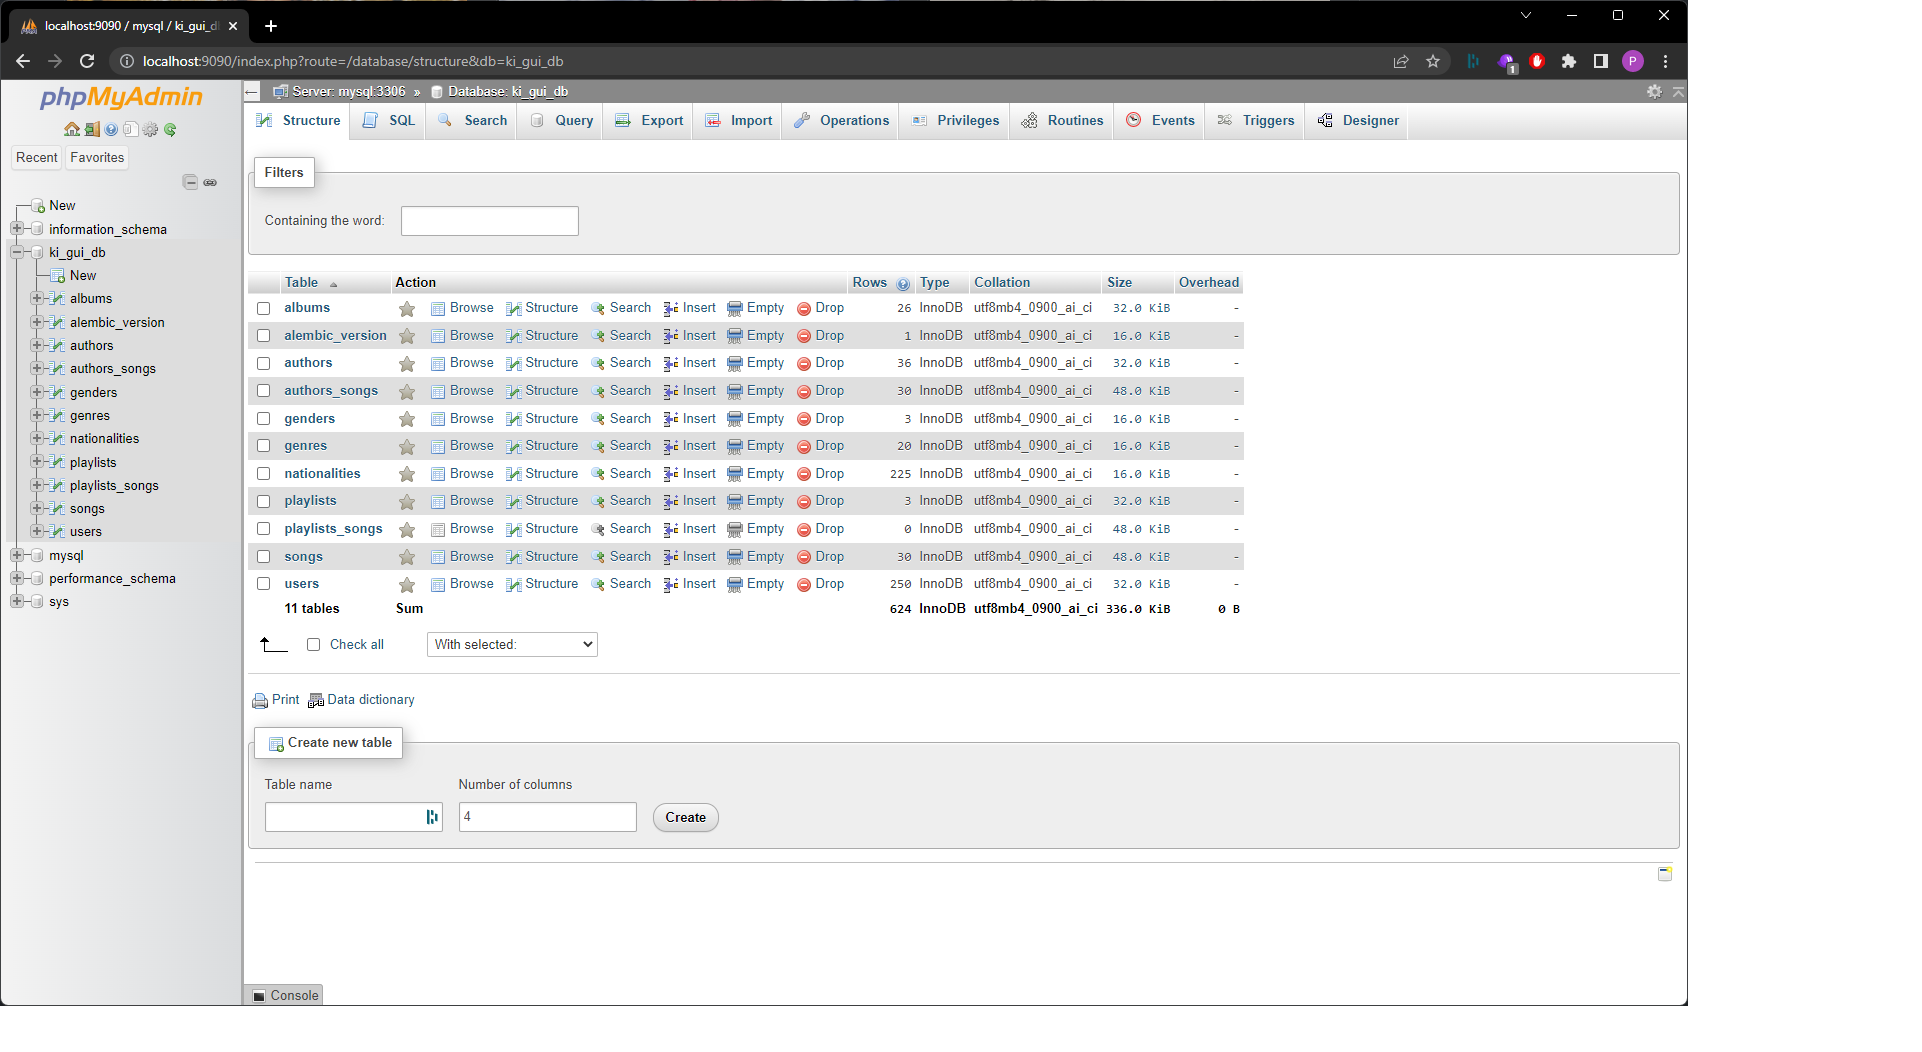 localhost:9090 / mysql / ki_gui_d
localhost:9090/index.php?route=/database/structure&db=ki_gui_db
1
P
phpMyAdmin
Recent Favorites
New
information_schema
ki_gui_db
New
albums
alembic_version
authors
authors_songs
genders
genres
nationalities
playlists
playlists_songs
songs
users
mysql
performance_schema
sys
Server: mysql:3306 » Database: ki_gui_db
Structure SQL Search Query Export Import Operations Privileges Routines Events Triggers Designer
Filters
Containing the word:
Table Action Rows Type Collation Size Overhead
albums Browse Structure Search Insert Empty Drop 26 InnoDB utf8mb4_0900_ai_ci 32.0 KiB -
alembic_version Browse Structure Search Insert Empty Drop 1 InnoDB utf8mb4_0900_ai_ci 16.0 KiB -
authors Browse Structure Search Insert Empty Drop 36 InnoDB utf8mb4_0900_ai_ci 32.0 KiB -
authors_songs Browse Structure Search Insert Empty Drop 30 InnoDB utf8mb4_0900_ai_ci 48.0 KiB -
genders Browse Structure Search Insert Empty Drop 3 InnoDB utf8mb4_0900_ai_ci 16.0 KiB -
genres Browse Structure Search Insert Empty Drop 20 InnoDB utf8mb4_0900_ai_ci 16.0 KiB -
nationalities Browse Structure Search Insert Empty Drop 225 InnoDB utf8mb4_0900_ai_ci 16.0 KiB -
playlists Browse Structure Search Insert Empty Drop 3 InnoDB utf8mb4_0900_ai_ci 32.0 KiB -
playlists_songs Browse Structure Search Insert Empty Drop 0 InnoDB utf8mb4_0900_ai_ci 48.0 KiB -
songs Browse Structure Search Insert Empty Drop 30 InnoDB utf8mb4_0900_ai_ci 48.0 KiB -
users Browse Structure Search Insert Empty Drop 250 InnoDB utf8mb4_0900_ai_ci 32.0 KiB -
11 tables Sum 624 InnoDB utf8mb4_0900_ai_ci 336.0 KiB 0 B
Check all With selected:
Print Data dictionary
Create new table
Table name Number of columns
4 Create
Console